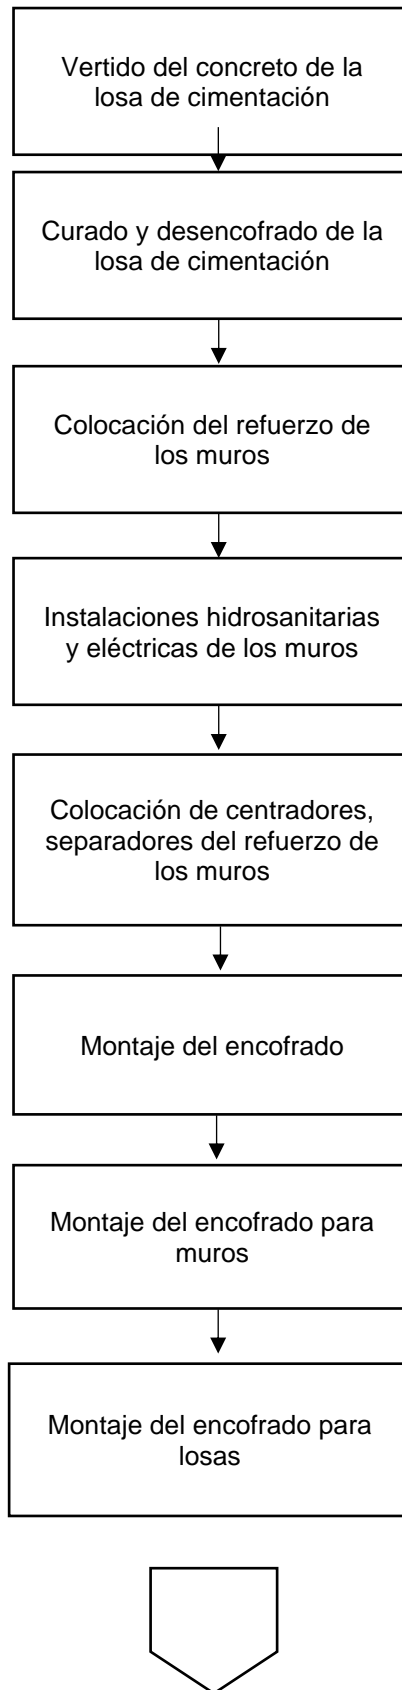 Vertido del concreto de la
losa de cimentación
Curado y desencofrado de la
losa de cimentación
Colocación del refuerzo de
los muros
Instalaciones hidrosanitarias
y eléctricas de los muros
Colocación de centradores,
separadores del refuerzo de
los muros
Montaje del encofrado
Montaje del encofrado para
muros
Montaje del encofrado para
losas